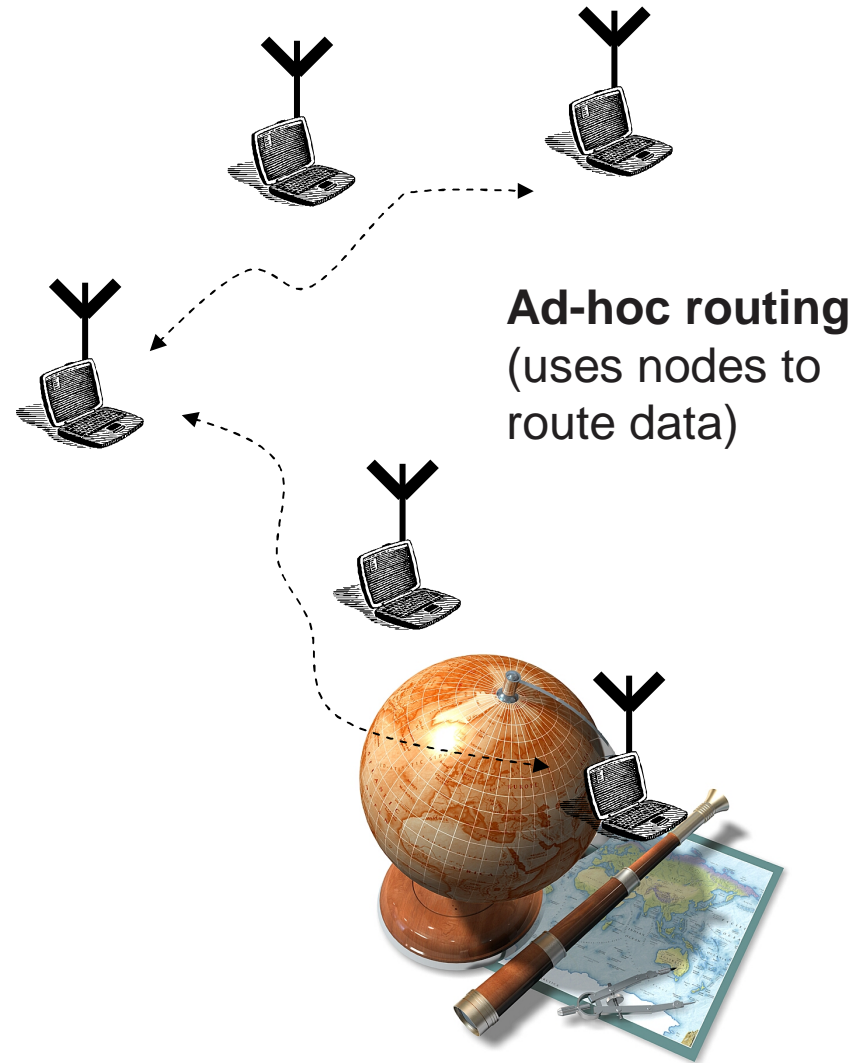 Ad-hoc routing
(uses nodes to
route data)